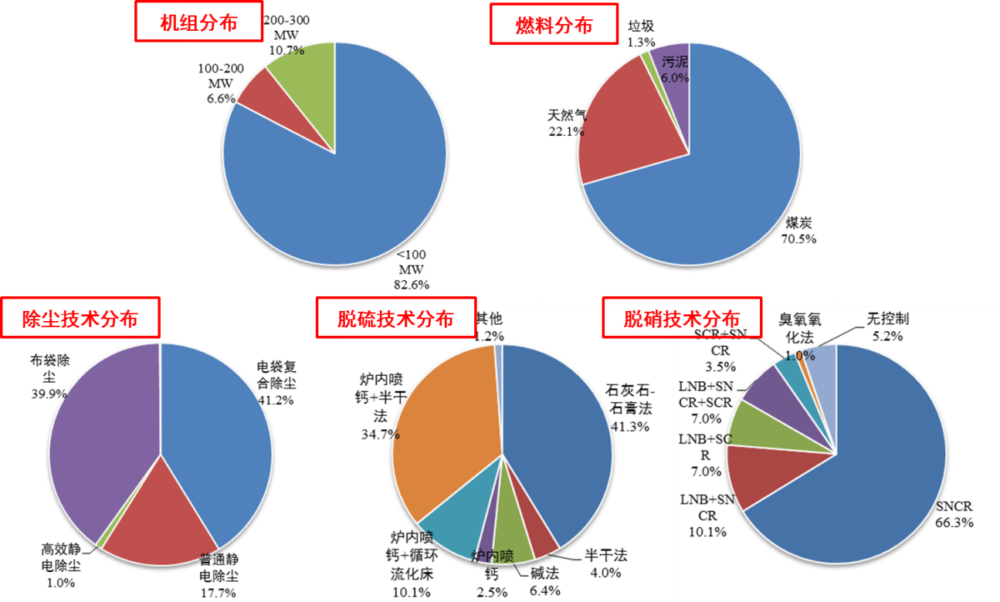 机组分布
200-300
MW
10.7%
100-200
MW
6.6%
<100
MW
82.6%
燃料分布
垃圾
1.3%
污泥
6.0%
天然气
22.1%
煤炭
70.5%
除尘技术分布
布袋除
尘
39.9%
电袋复
合除尘
41.2%
高效静
电除尘
1.0%
普通静
电除尘
17.7%
脱硫技术分布
其他
1.2%
炉内喷
钙+半干
法
34.7%
石灰石-
石膏法
41.3%
炉内喷
钙+循环
流化床
10.1%
炉内喷
钙
2.5%
碱法
6.4%
半干法
4.0%
脱硝技术分布
SCR+SN
CR
3.5%
臭氧氧
化法
1.0%
无控制
5.2%
LNB+SN
CR+SCR
7.0%
LNB+SC
R
7.0%
LNB+SN
CR
10.1%
SNCR
66.3%